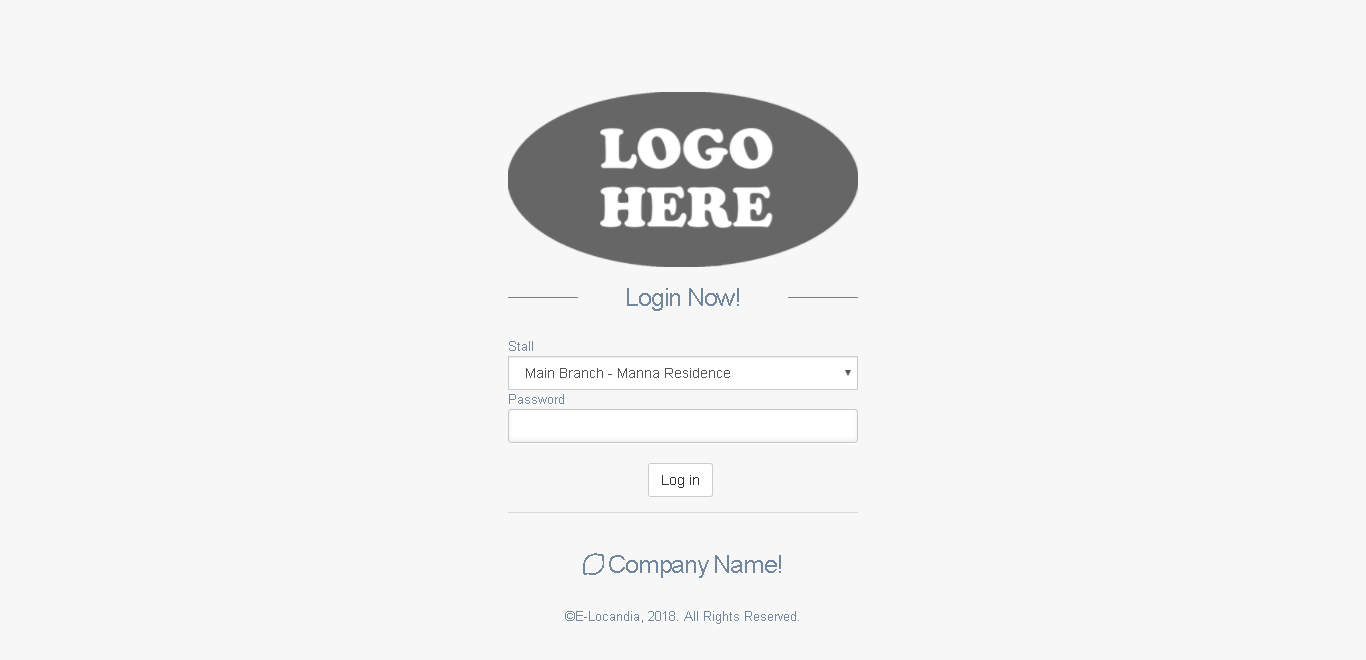 LOGO
HERE
Login Now!
Stall
Main Branch - Manna Residence
Password
Log in
Company Name!
©E-Locandia, 2018. All Rights Reserved.